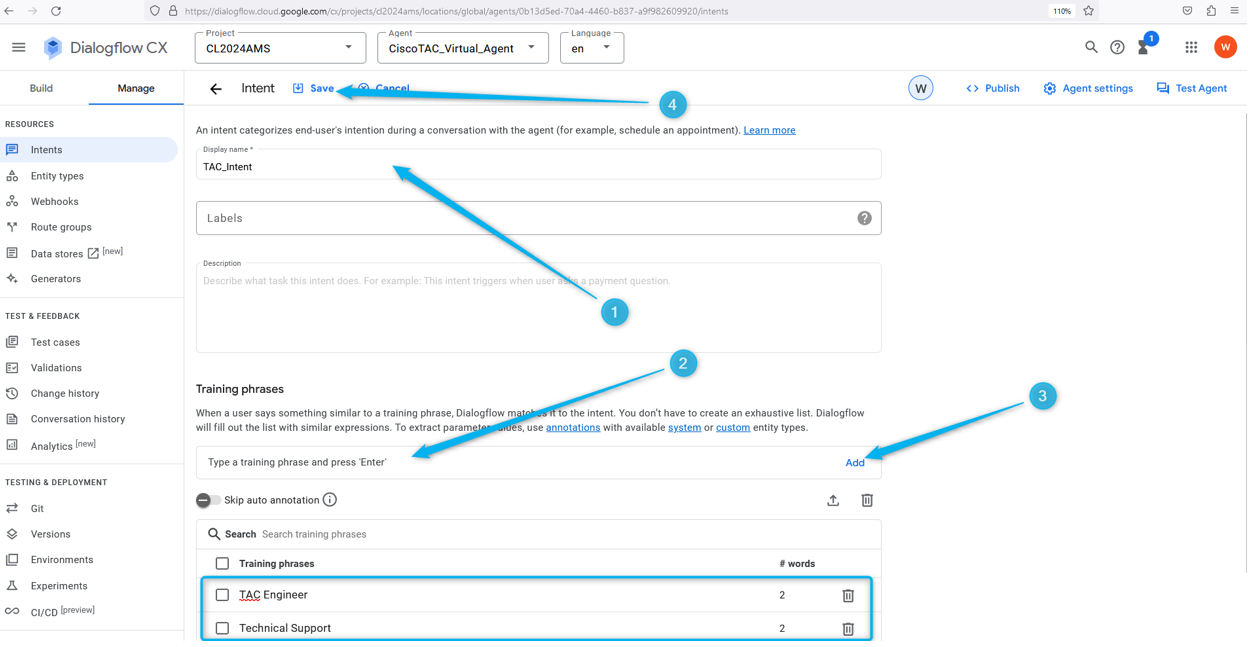 https://dialogflow.cloud.google.com/cx/projects/cl2024ams/locations/global/agents/0b13d5ed-70a4-4460-b837-a9f982609920/intents
110%
Dialogflow CX
Project
CL2024AMS
Agent
CiscoTAC_Virtual_Agent
Language
en
1
W
Build
Manage
Intent
Save
Cancel
4
W
Publish
Agent settings
Test Agent
RESOURCES
Intents
Entity types
Webhooks
Route groups
Data stores [new]
Generators
TEST & FEEDBACK
Test cases
Validations
Change history
Conversation history
Analytics [new]
TESTING & DEPLOYMENT
Git
Versions
Environments
Experiments
CI/CD [preview]
An intent categorizes end-user's intention during a conversation with the agent (for example, schedule an appointment). Learn more
Display name *
TAC_Intent
Labels
Description
Describe what task this intent does. For example: This intent triggers when user asks a payment question.
1
2
Training phrases
3
When a user says something similar to a training phrase, Dialogflow matches it to the intent. You don't have to create an exhaustive list. Dialogflow
will fill out the list with similar expressions. To extract parameter values, use annotations with available system or custom entity types.
Type a training phrase and press 'Enter'
Add
Skip auto annotation
Search Search training phrases
Training phrases # words
TAC Engineer 2
Technical Support 2